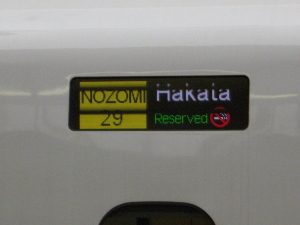 NOZOMI Hakata
29 Reserved